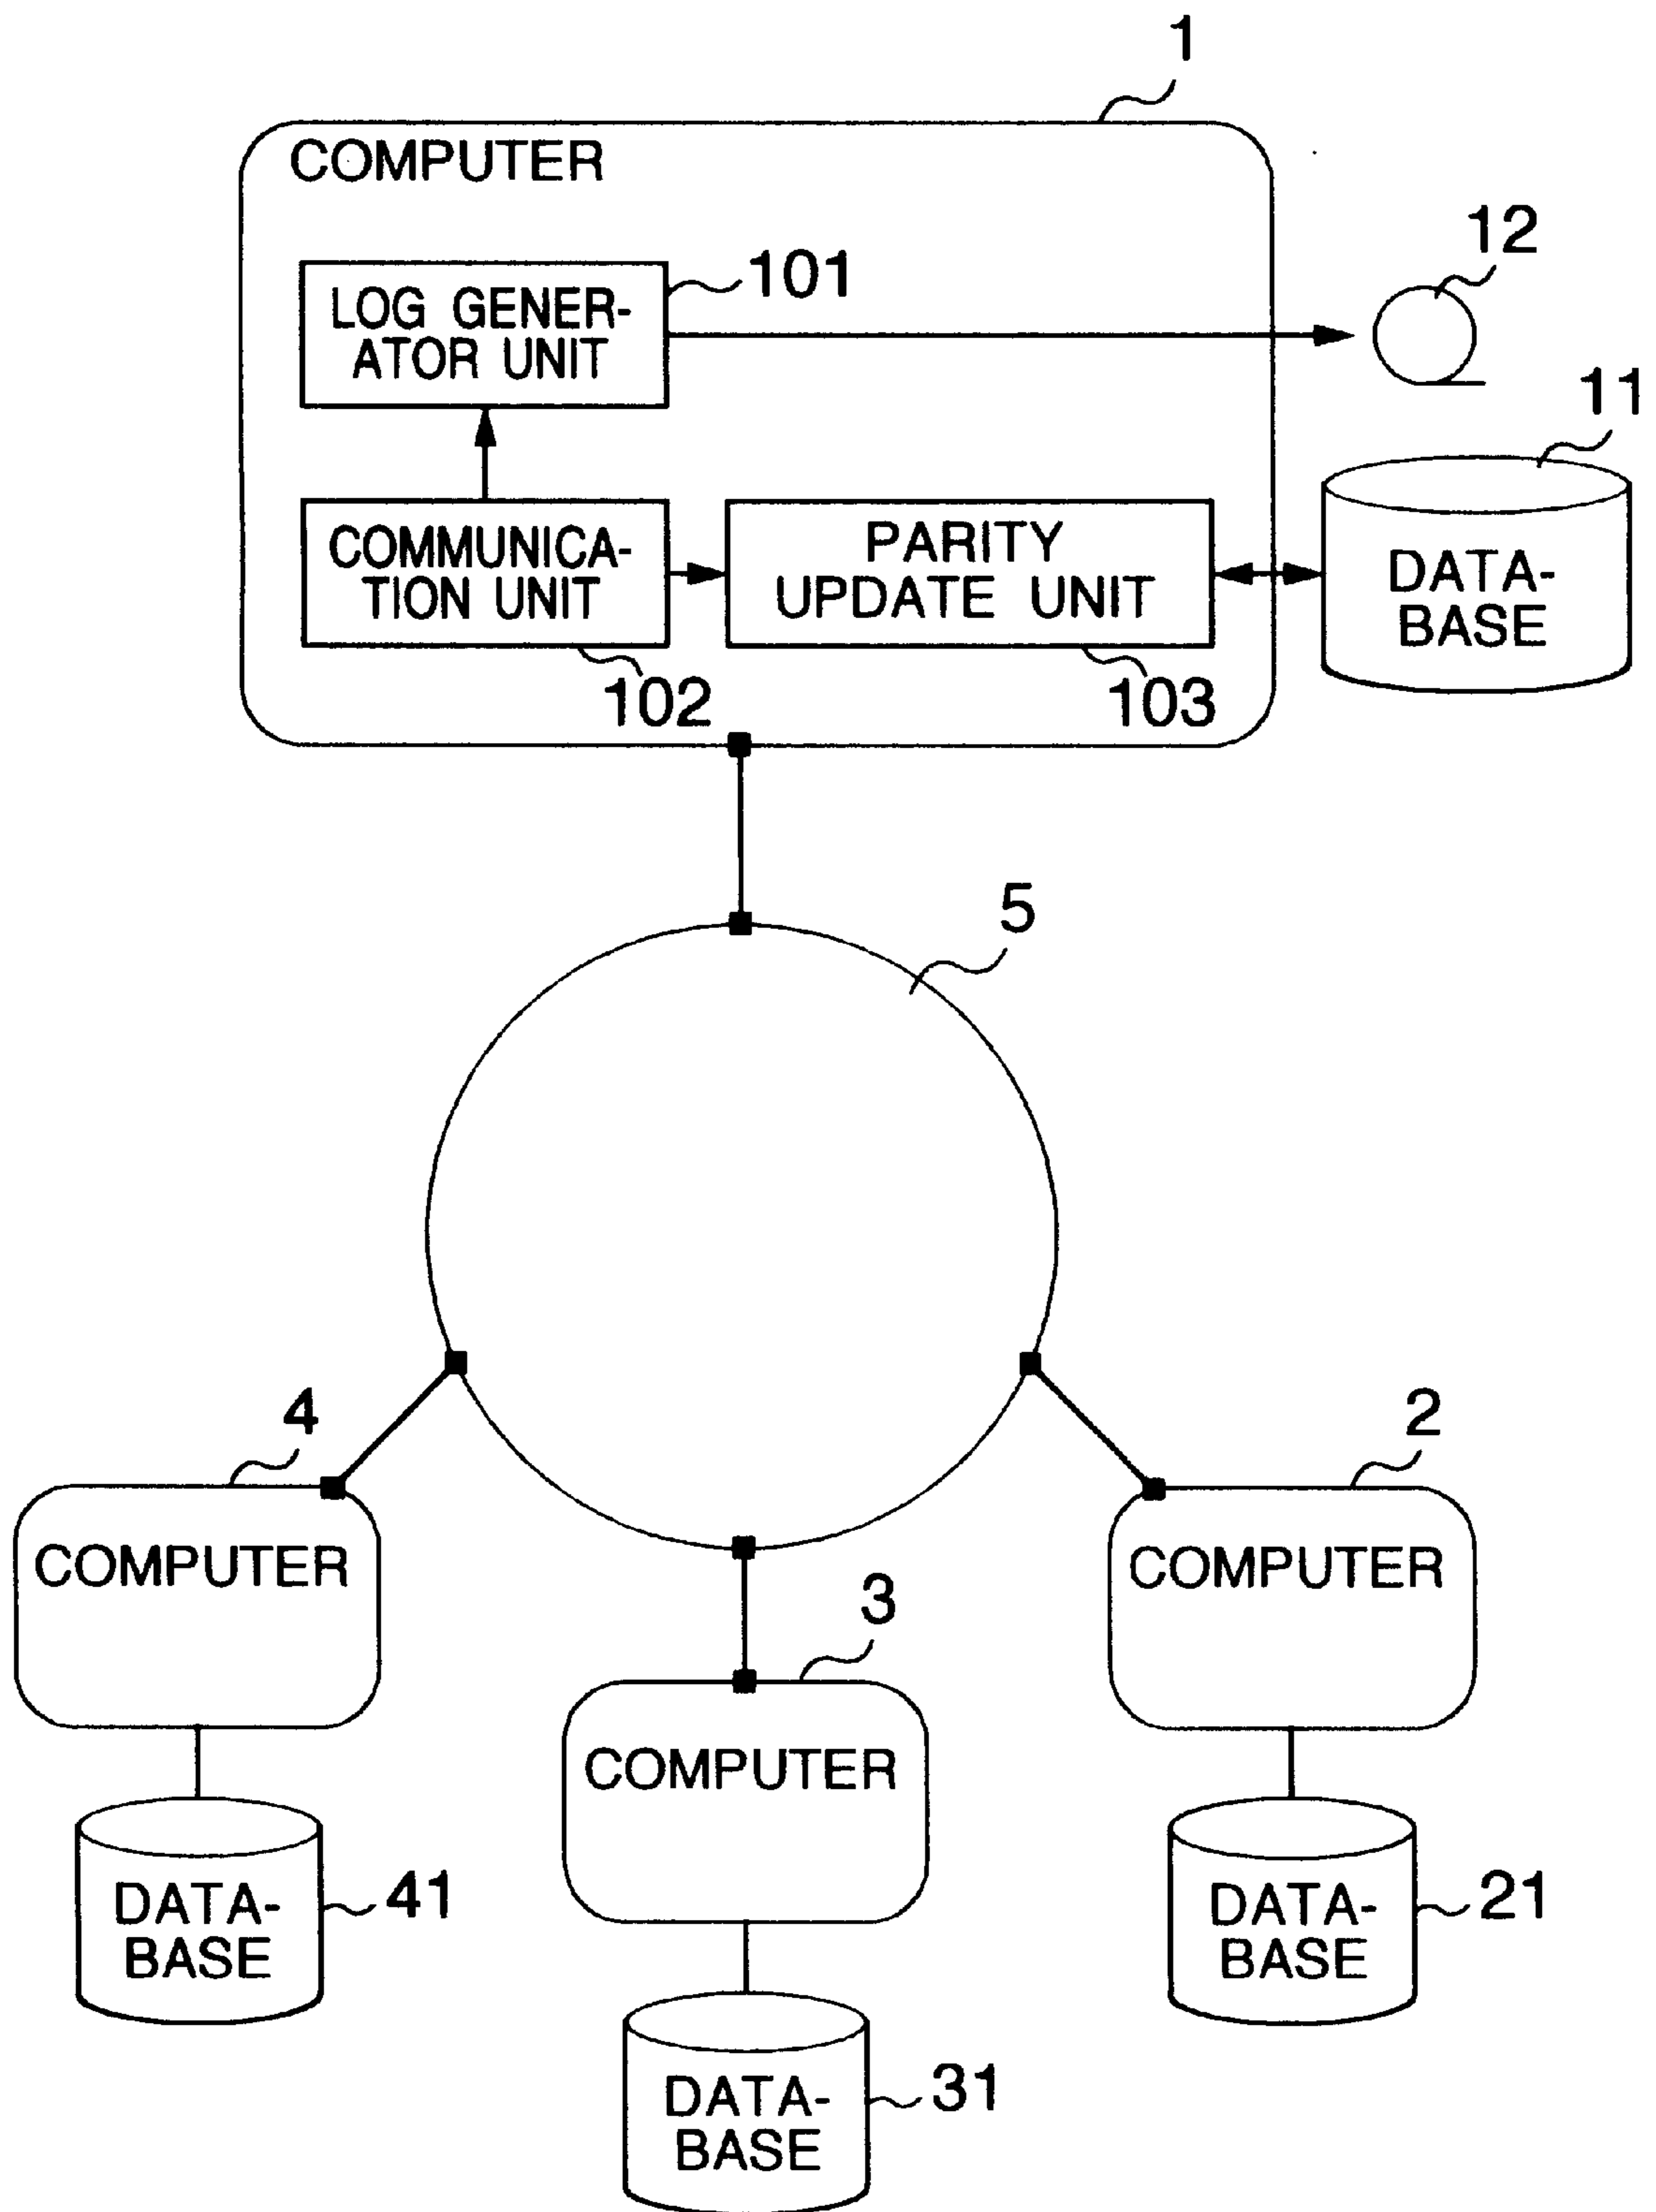 1
COMPUTER
12
101
LOG GENER-
ATOR UNIT
11
COMMUNICA-
TION UNIT
PARITY
UPDATE UNIT
DATA-
BASE
102
103
5
4
COMPUTER
2
COMPUTER
3
COMPUTER
DATA-
BASE
41
DATA-
BASE
21
DATA-
BASE
31